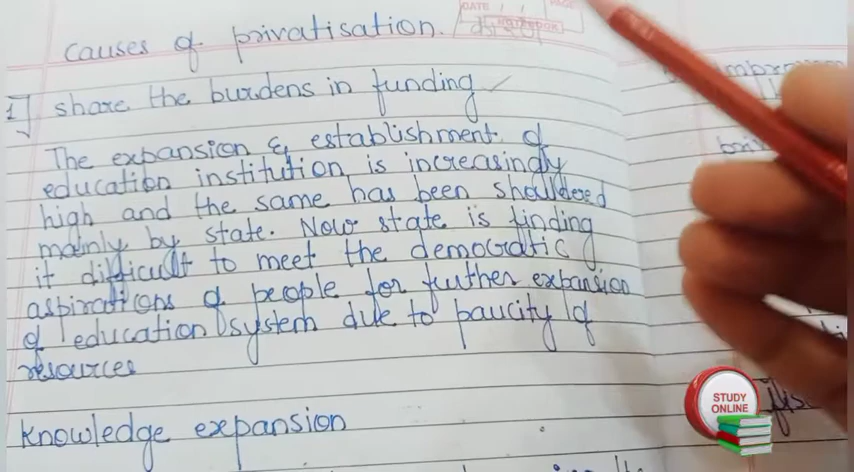 DATE
PAGE
causes of privatisation.
1] share the burdens in funding
The expansion & establishment of
education institution is increasingly
high and the same has been shouldered
mainly by state. Now state is finding
it difficult to meet the democratic
aspirations of people for further expansion
of education system due to paucity of
resources
knowledge expansion
STUDY
ONLINE